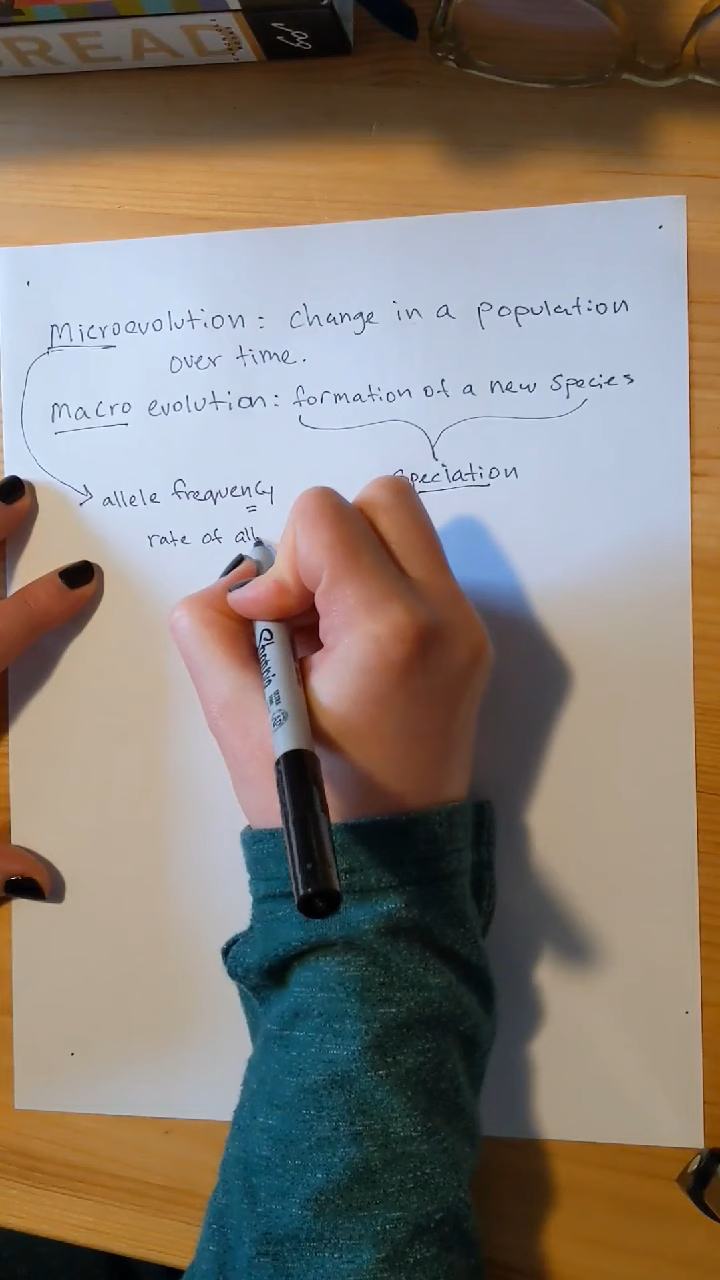 READ
Microevolution: change in a population
over time.
Macro evolution: formation of a new species
Speciation
allele frequency
=
rate of all
Sharpie